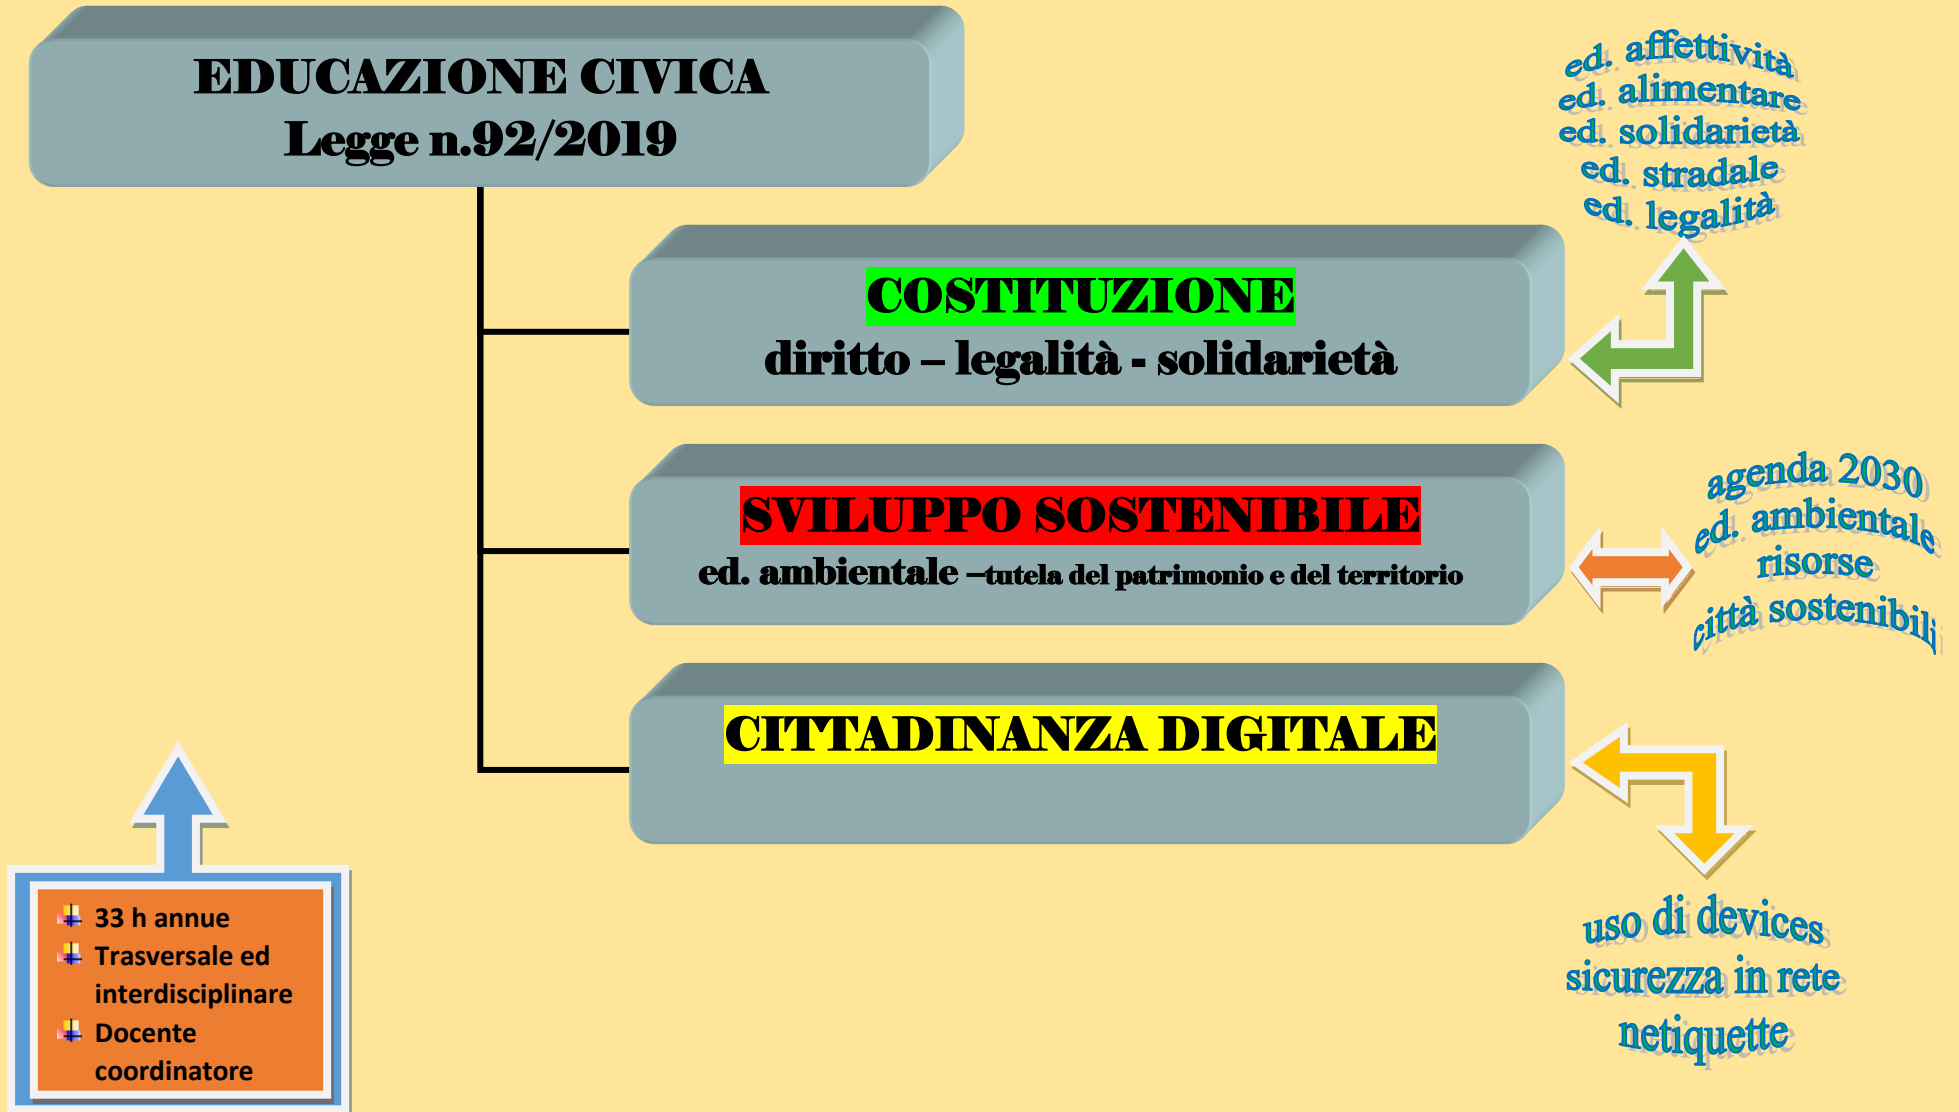 EDUCAZIONE CIVICA
Legge n.92/2019
ed. affettività
ed. alimentare
ed. solidarietà
ed. stradale
ed. legalità
COSTITUZIONE
diritto – legalità - solidarietà
SVILUPPO SOSTENIBILE
ed. ambientale –tutela del patrimonio e del territorio
agenda 2030
ed. ambientale
risorse
città sostenibili
CITTADINANZA DIGITALE
uso di devices
sicurezza in rete
netiquette
33 h annue
Trasversale ed
interdisciplinare
Docente
coordinatore